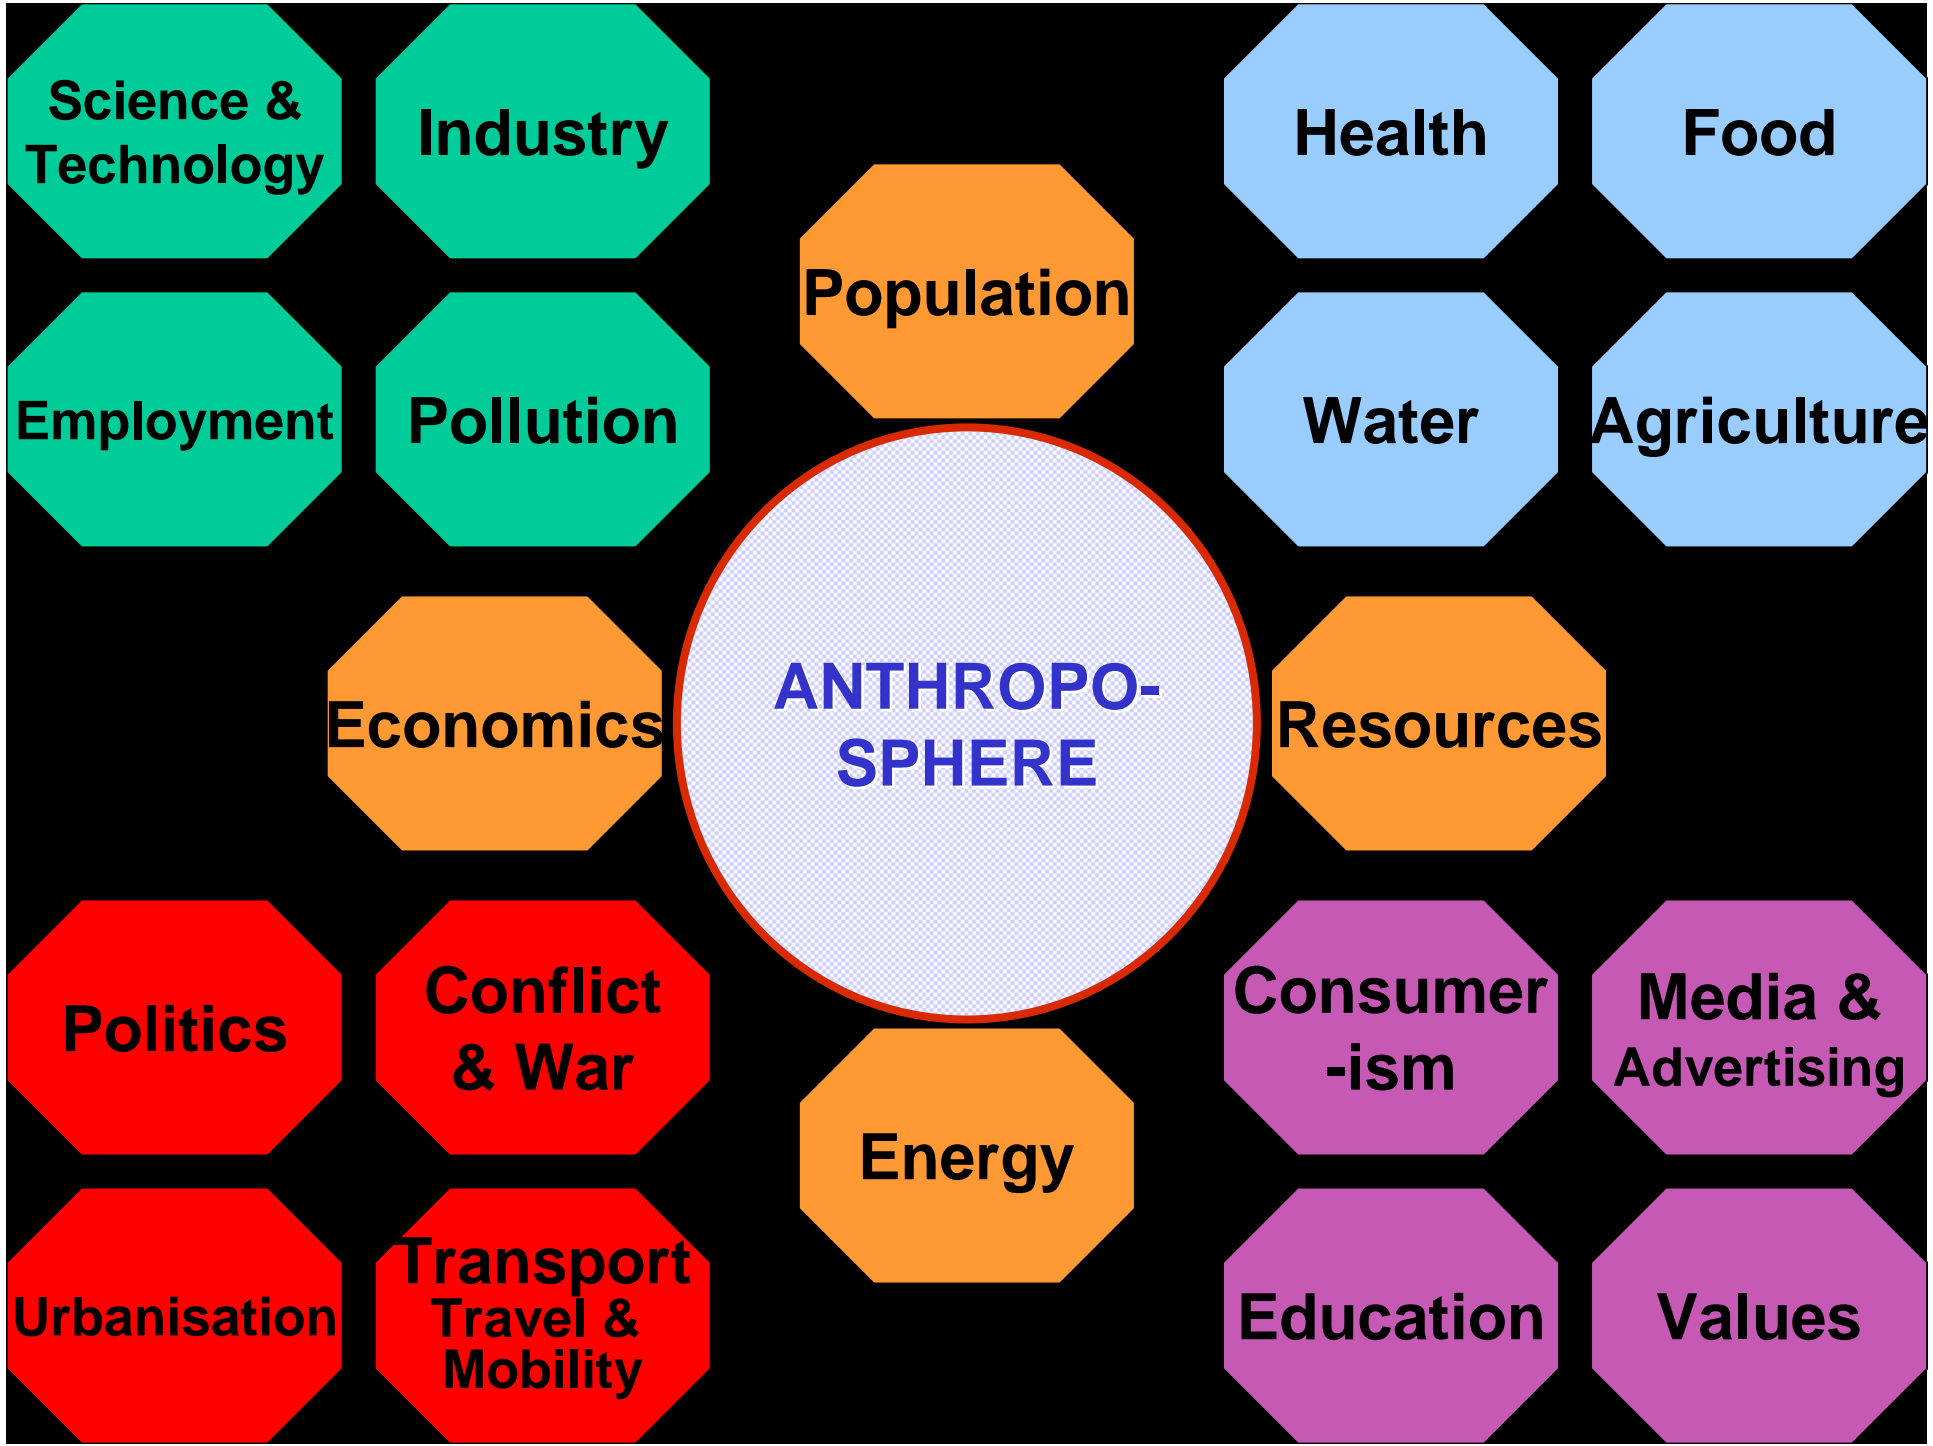 Science &
Technology
Industry
Employment
Pollution
Population
Health
Food
Water
Agriculture
Economics
ANTHROPO-
SPHERE
Resources
Politics
Conflict
& War
Urbanisation
Transport
Travel &
Mobility
Energy
Consumer
-ism
Media &
Advertising
Education
Values